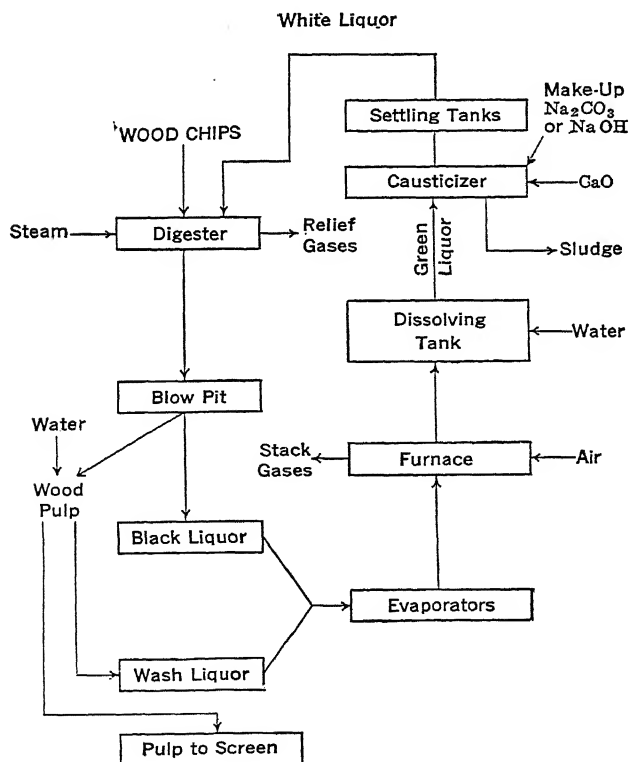 White Liquor
Make-Up
Na₂CO₃
or NaOH
Settling Tanks
WOOD CHIPS
Causticizer
CaO
Steam
Digester
Relief
Gases
Green
Liquor
Sludge
Dissolving
Tank
Water
Blow Pit
Water
Stack
Gases
Furnace
Air
Wood
Pulp
Black Liquor
Evaporators
Wash Liquor
Pulp to Screen